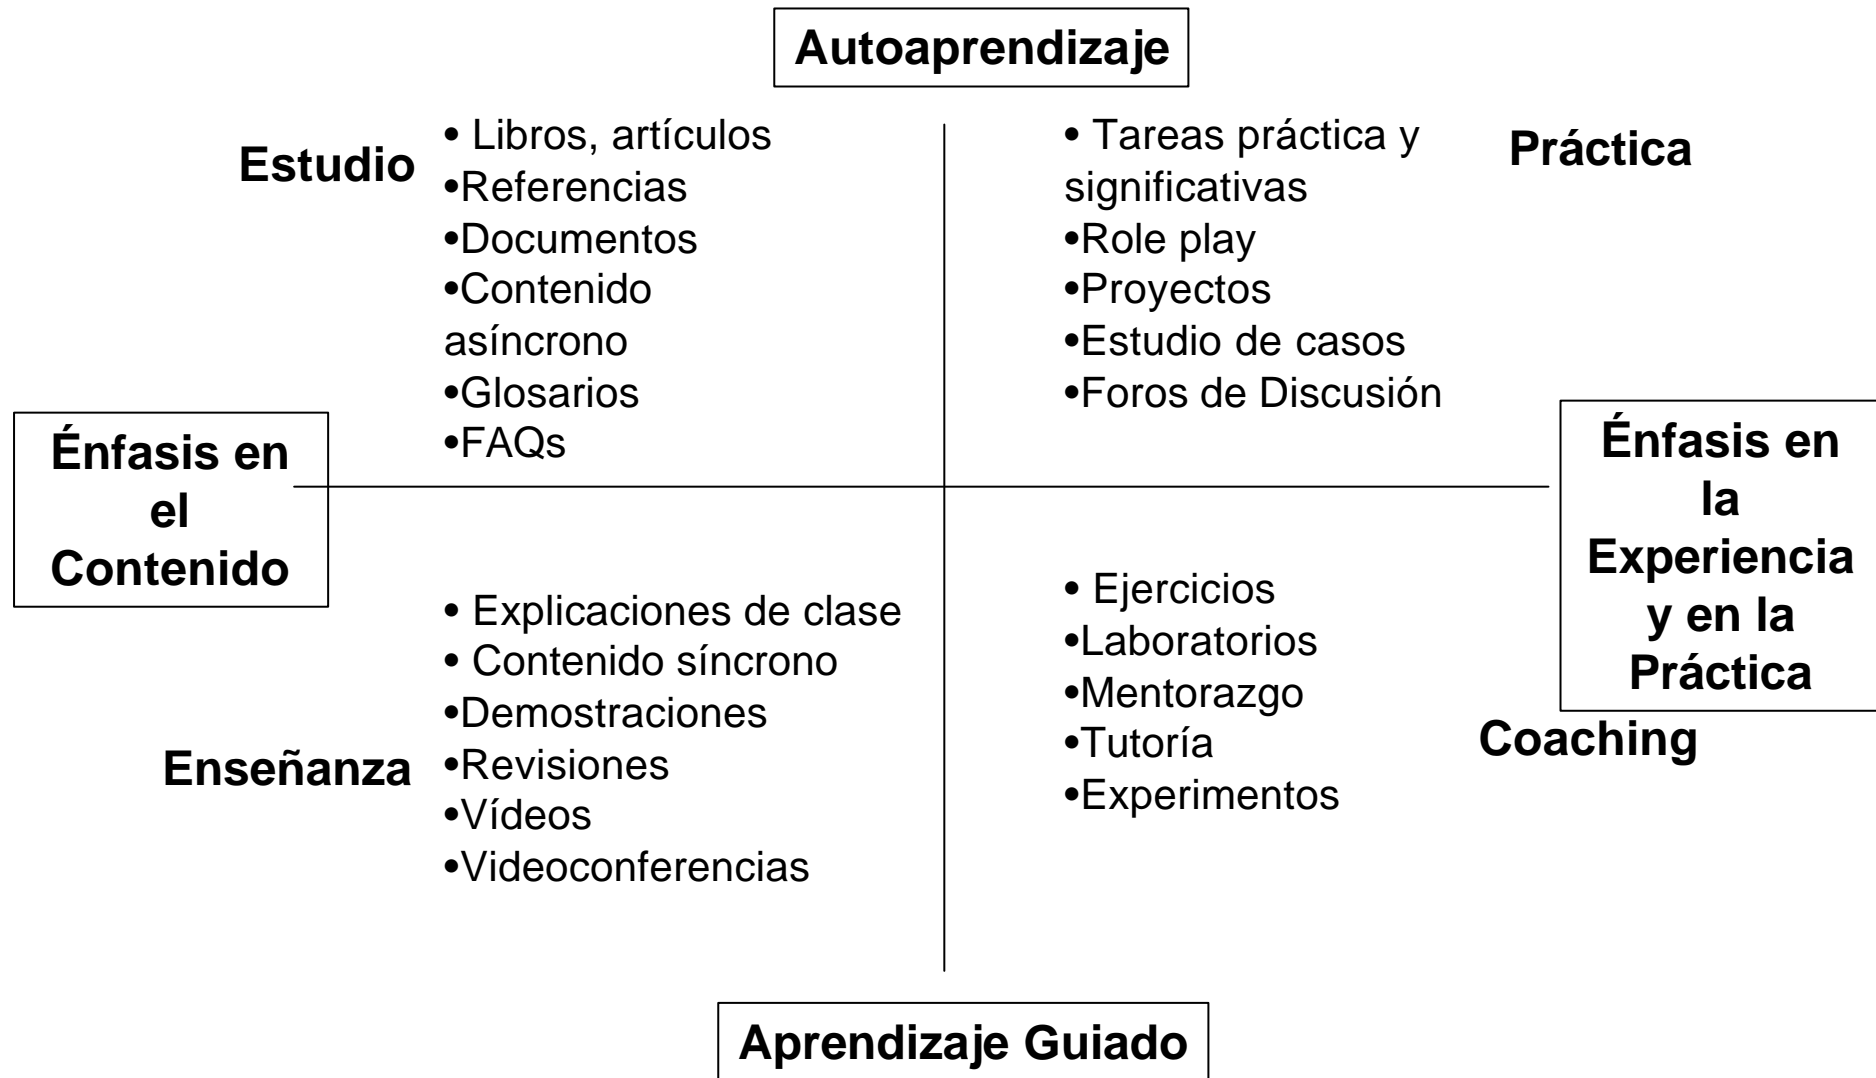 Autoaprendizaje
Estudio
• Libros, artículos
•Referencias
•Documentos
•Contenido
asíncrono
•Glosarios
•FAQs
• Tareas práctica y
significativas
•Role play
•Proyectos
•Estudio de casos
•Foros de Discusión
Práctica
Énfasis en
el
Contenido
Énfasis en
la
Experiencia
y en la
Práctica
Enseñanza
• Explicaciones de clase
• Contenido síncrono
•Demostraciones
•Revisiones
•Vídeos
•Videoconferencias
• Ejercicios
•Laboratorios
•Mentorazgo
•Tutoría
•Experimentos
Coaching
Aprendizaje Guiado